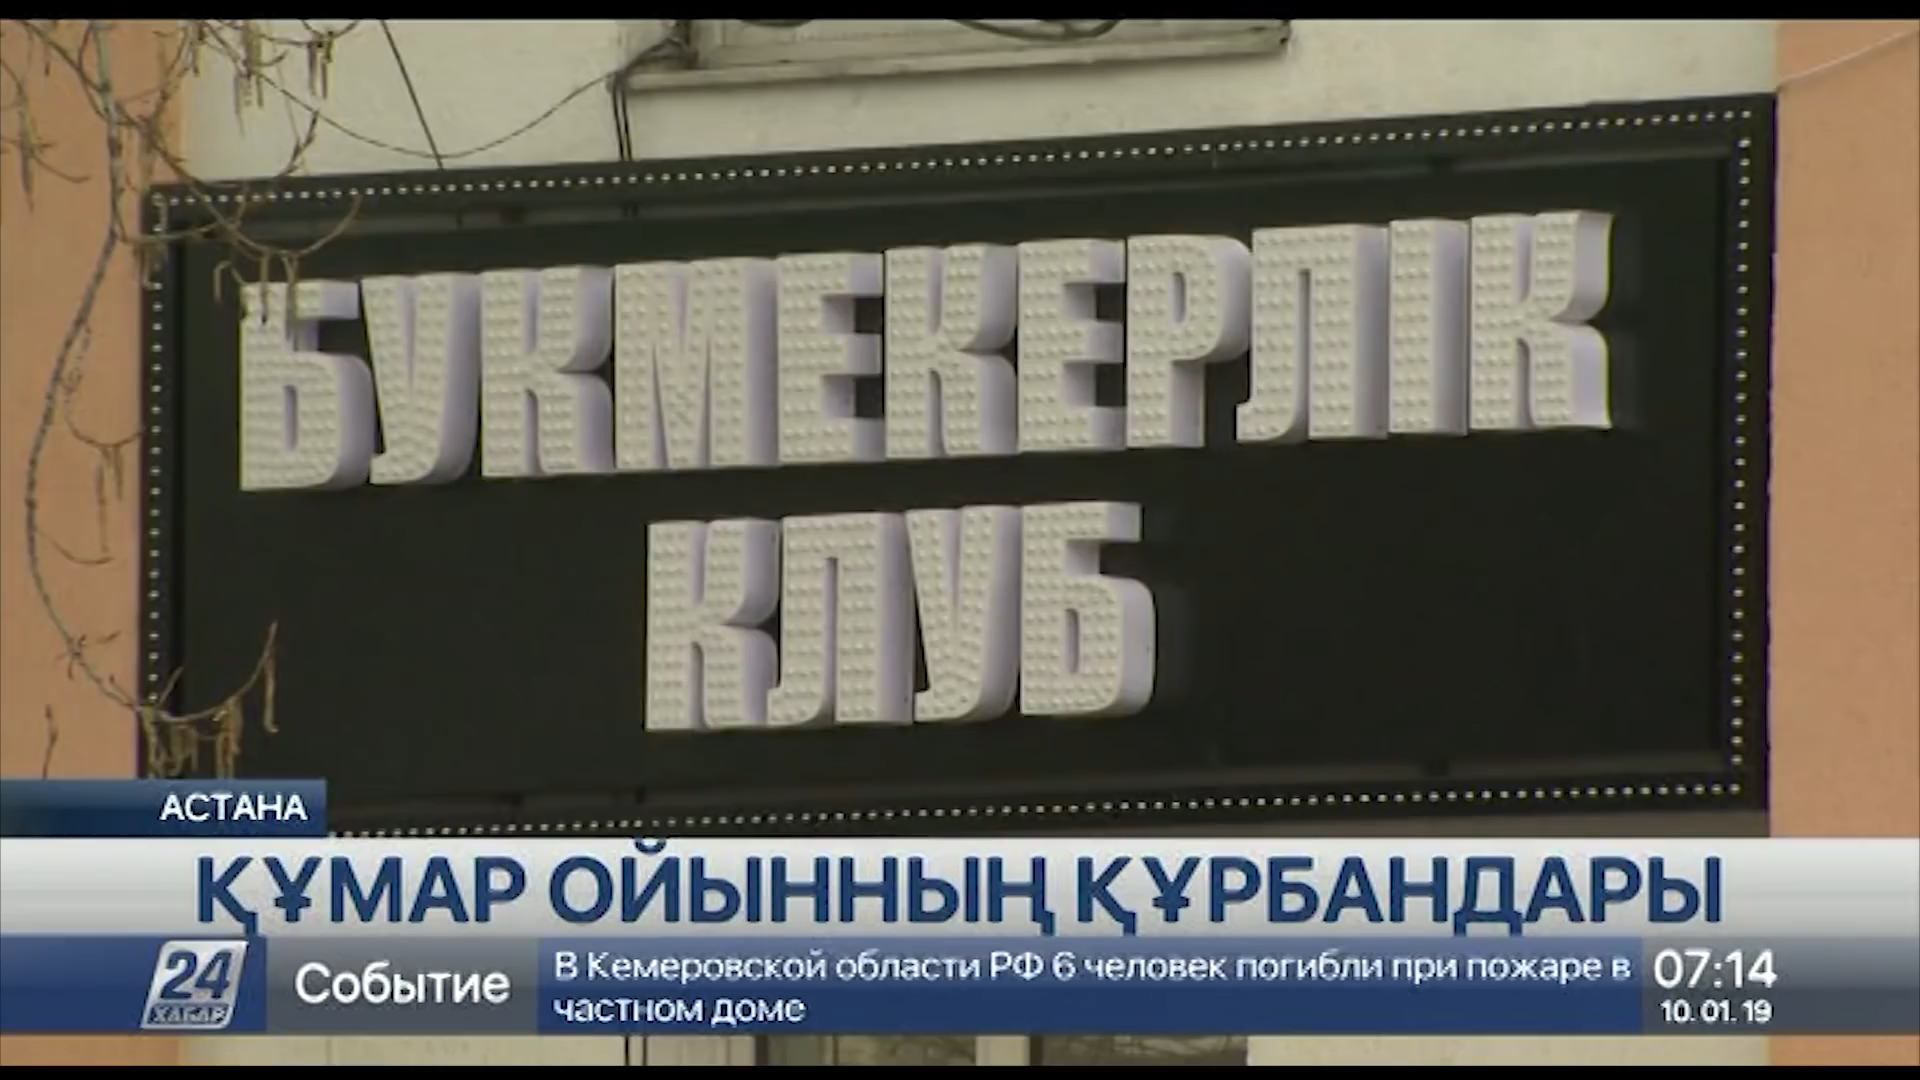 БУКМЕКЕРЛІК
КЛУБ
АСТАНА
ҚҰМАР ОЙЫННЫҢ ҚҰРБАНДАРЫ
24
ХАБАР
Событие
В Кемеровской области РФ 6 человек погибли при пожаре в
частном доме
07:14
10.01.19